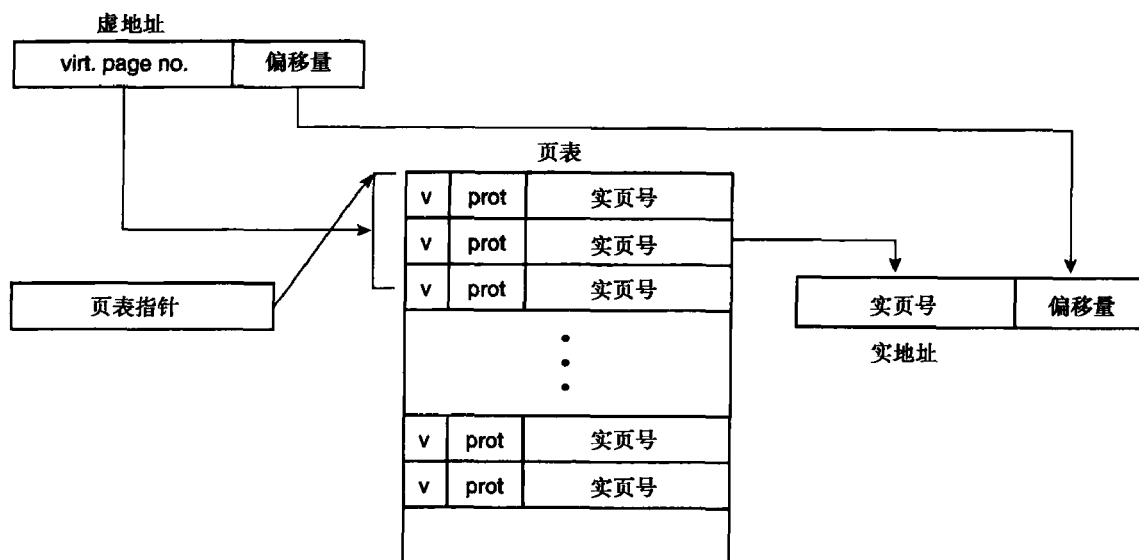 虚地址
virt. page no. 偏移量
页表
v prot 实页号
v prot 实页号
v prot 实页号
页表指针
实页号 偏移量
实地址
v prot 实页号
v prot 实页号